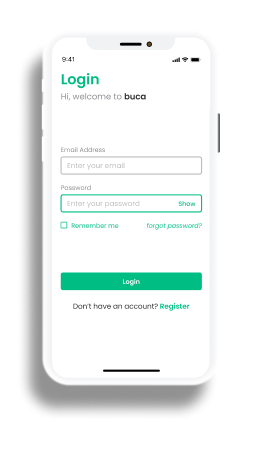 9:41
Login
Hi, welcome to buca
Email Address
Enter your email
Password
Enter your password Show
Remember me forgot password?
Login
Don't have an account? Register